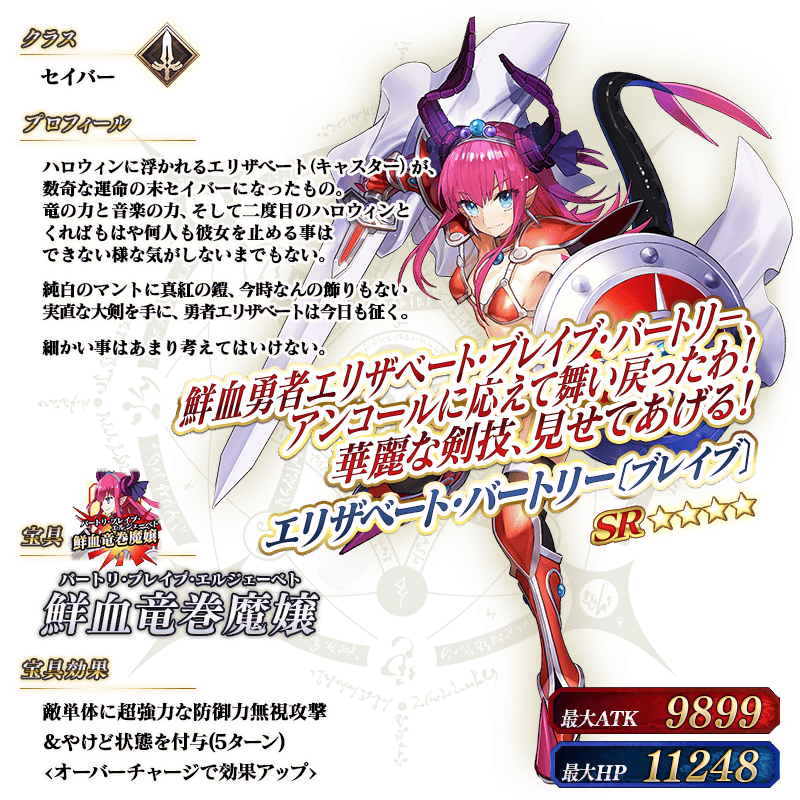 クラス
セイバー
プロフィール
ハロウィンに浮かれるエリザベート(キャスター)が、
数奇な運命の末セイバーになったもの。
竜の力と音楽の力、そして二度目のハロウィンと
くればもはや何人も彼女を止める事は
できない様な気がしないまでもない。
純白のマントに真紅の鎧、今時なんの飾りもない
実直な大剣を手に、勇者エリザベートは今日も征く。
細かい事はあまり考えてはいけない。
鮮血勇者エリザベート・ブレイブ・バートリー、
アンコールに応えて舞い戻ったわ!
華麗な剣技、見せてあげる!
エリザベート・バートリー〔ブレイブ〕
SR
宝具
バートリ・ブレイブ・
エルジェーベト
鮮血竜巻魔嬢
バートリ・ブレイブ・エルジェーベト
鮮血竜巻魔嬢
宝具効果
敵単体に超強力な防御力無視攻撃
&やけど状態を付与(5ターン)
<オーバーチャージで効果アップ>
最大ATK 9899
最大HP 11248